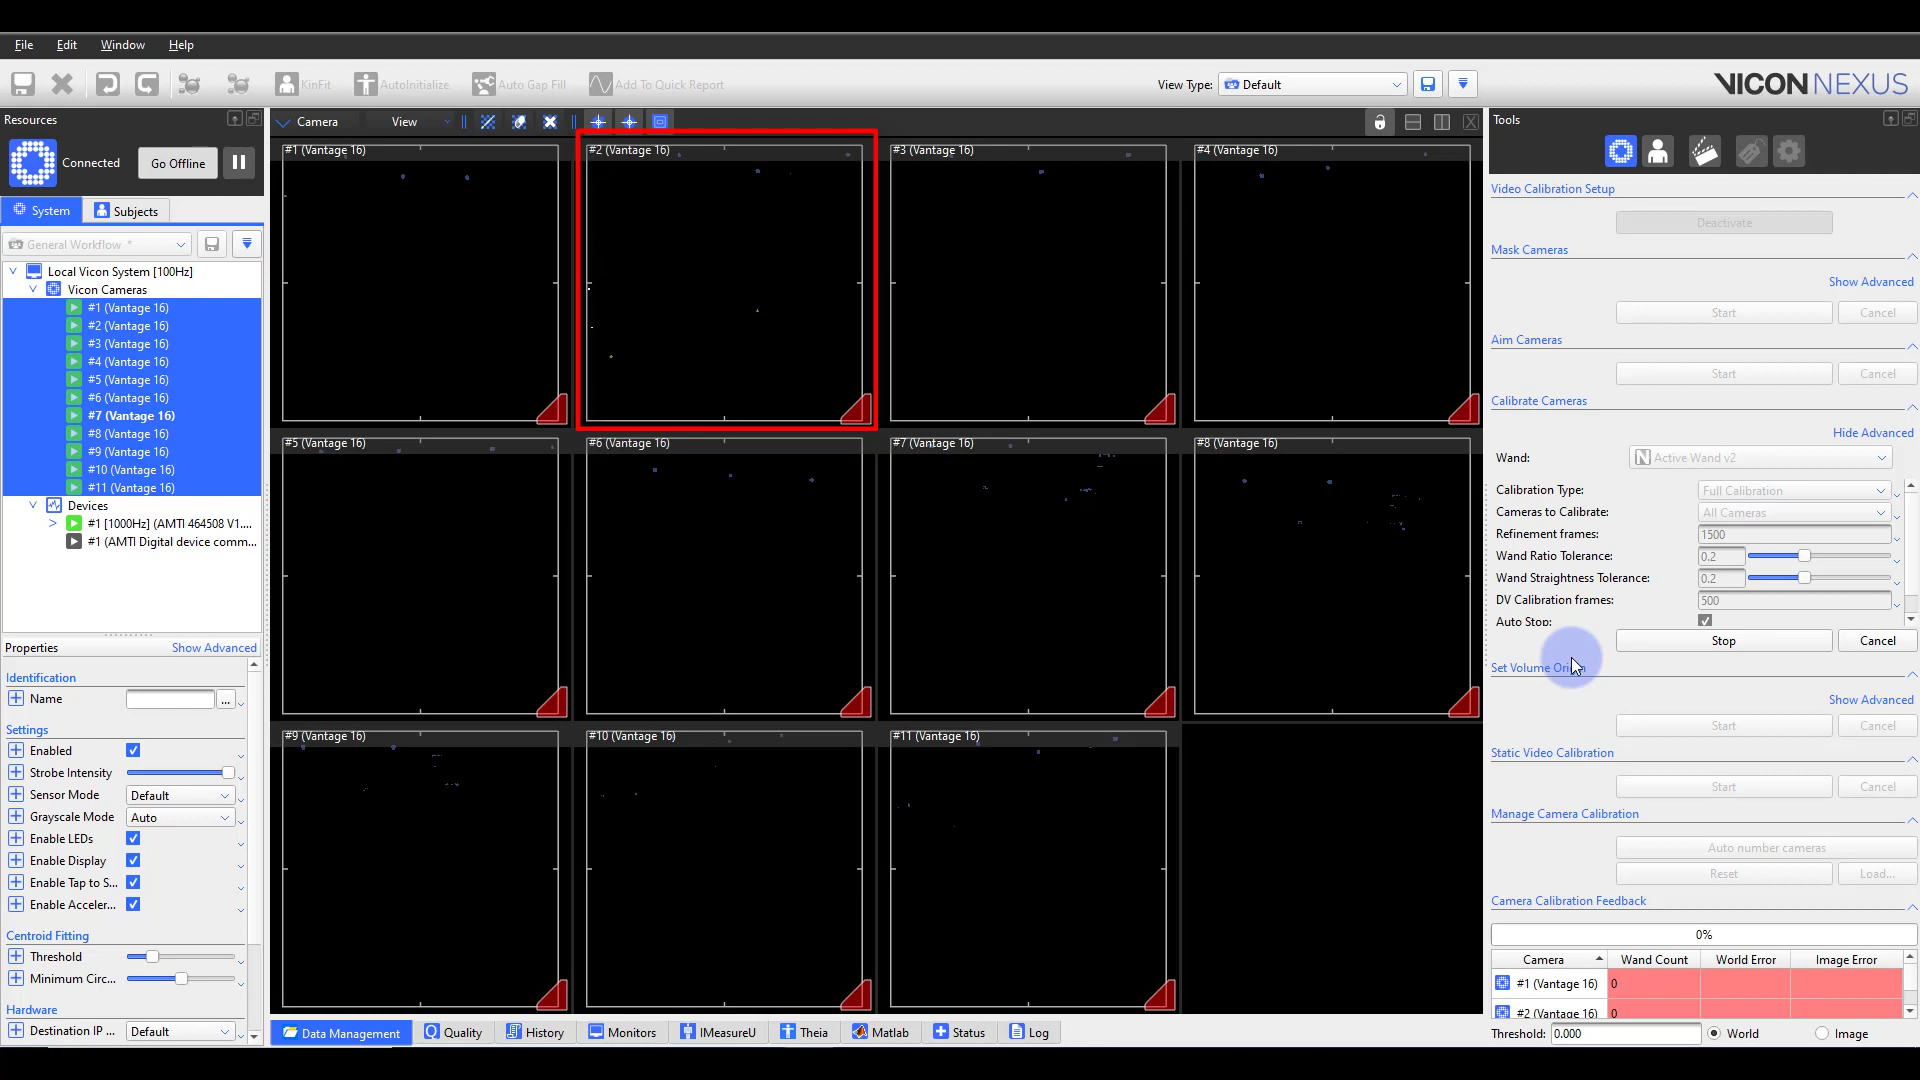 File Edit Window Help
KinFit AutoInitialize Auto Gap Fill Add To Quick Report View Type: Default VICON NEXUS
Resources Camera View Tools
Connected Go Offline
System Subjects
General Workflow *
Local Vicon System [100Hz]
Vicon Cameras
#1 (Vantage 16)
#2 (Vantage 16)
#3 (Vantage 16)
#4 (Vantage 16)
#5 (Vantage 16)
#6 (Vantage 16)
#7 (Vantage 16)
#8 (Vantage 16)
#9 (Vantage 16)
#10 (Vantage 16)
#11 (Vantage 16)
Devices
#1 [1000Hz] (AMTI 464508 V1....
#1 (AMTI Digital device comm...
Properties Show Advanced
Identification
Name ...
Settings
Enabled
Strobe Intensity
Sensor Mode Default
Grayscale Mode Auto
Enable LEDs
Enable Display
Enable Tap to S...
Enable Acceler...
Centroid Fitting
Threshold
Minimum Circ...
Hardware
Destination IP ... Default
#1 (Vantage 16) #2 (Vantage 16) #3 (Vantage 16) #4 (Vantage 16)
#5 (Vantage 16) #6 (Vantage 16) #7 (Vantage 16) #8 (Vantage 16)
#9 (Vantage 16) #10 (Vantage 16) #11 (Vantage 16)
Data Management Quality History Monitors IMeasureU Theia Matlab Status Log
Video Calibration Setup
Deactivate
Mask Cameras
Show Advanced
Start Cancel
Aim Cameras
Start Cancel
Calibrate Cameras
Hide Advanced
Wand: Active Wand v2
Calibration Type: Full Calibration
Cameras to Calibrate: All Cameras
Refinement frames: 1500
Wand Ratio Tolerance: 0.2
Wand Straightness Tolerance: 0.2
DV Calibration frames: 500
Auto Stop:
Stop Cancel
Set Volume Origin
Show Advanced
Start Cancel
Static Video Calibration
Start Cancel
Manage Camera Calibration
Auto number cameras
Reset Load...
Camera Calibration Feedback
0%
Camera Wand Count World Error Image Error
#1 (Vantage 16) 0
#2 (Vantage 16) 0
Threshold: 0.000 World Image